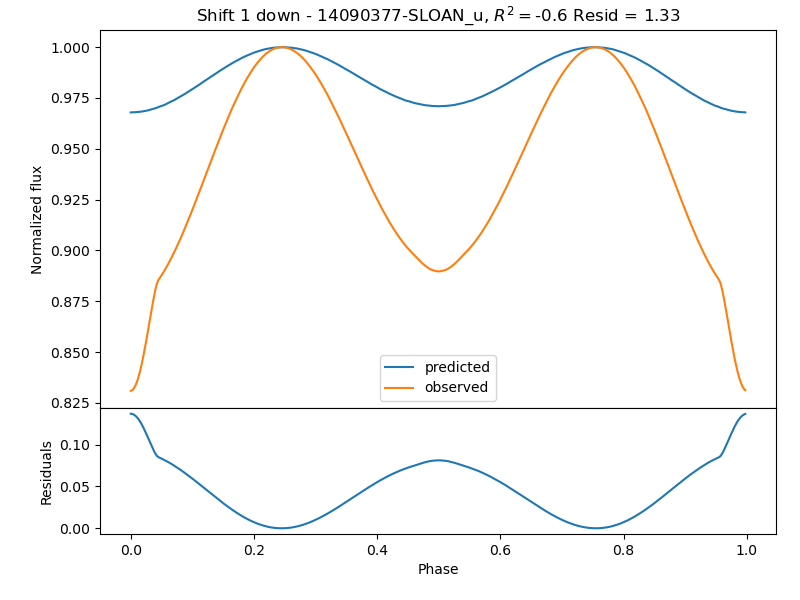 Shift 1 down - 14090377-SLOAN_u, R² = -0.6 Resid = 1.33
1.000
0.975
0.950
0.925
0.900
0.875
0.850
0.825
Normalized flux
predicted
observed
0.10
0.05
0.00
Residuals
0.0 0.2 0.4 0.6 0.8 1.0
Phase